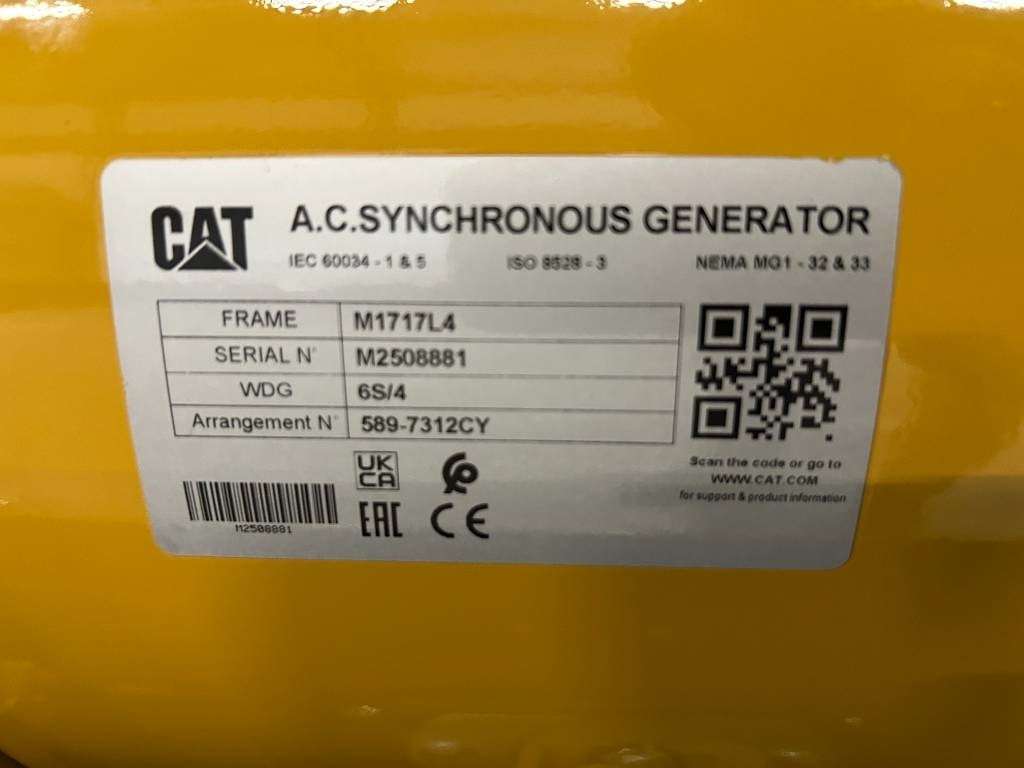 CAT A.C.SYNCHRONOUS GENERATOR
IEC 60034 - 1 & 5 ISO 8528 - 3 NEMA MG1 - 32 & 33
FRAME M1717L4
SERIAL N° M2508881
WDG 6S/4
Arrangement N° 589-7312CY
Scan the code or go to
WWW.CAT.COM
for support & product information
UK
CA
EAC CE
M2508881